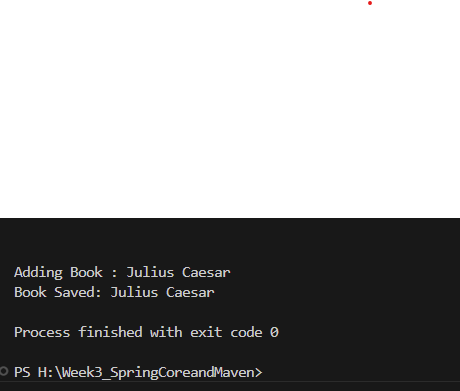 Adding Book : Julius Caesar
Book Saved: Julius Caesar
Process finished with exit code 0
PS H:\Week3_SpringCoreandMaven>